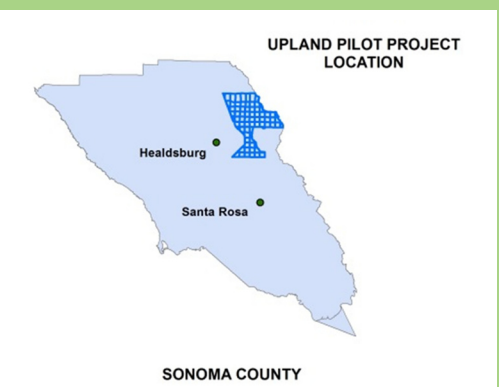 UPLAND PILOT PROJECT
LOCATION
Healdsburg
Santa Rosa
SONOMA COUNTY